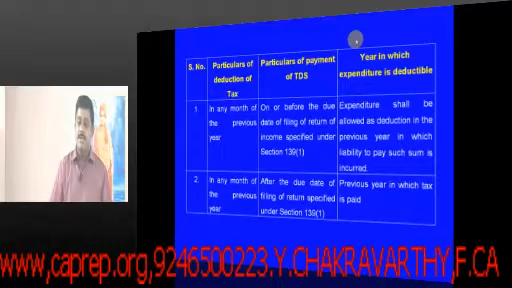 S. No.
Particulars of
deduction of
Tax
Particulars of payment
of TDS
Year in which
expenditure is deductible
1.
In any month of
the previous
year
On or before the due
date of filing of return of
income specified under
Section 139(1)
Expenditure shall be
allowed as deduction in the
previous year in which
liability to pay such sum is
incurred.
2.
In any month of
the previous
year
After the due date of
filling of return specified
under Section 139(1)
Previous year in which tax
is paid
www,caprep.org,9246500223.Y.CHAKRAVARTHY,F.CA